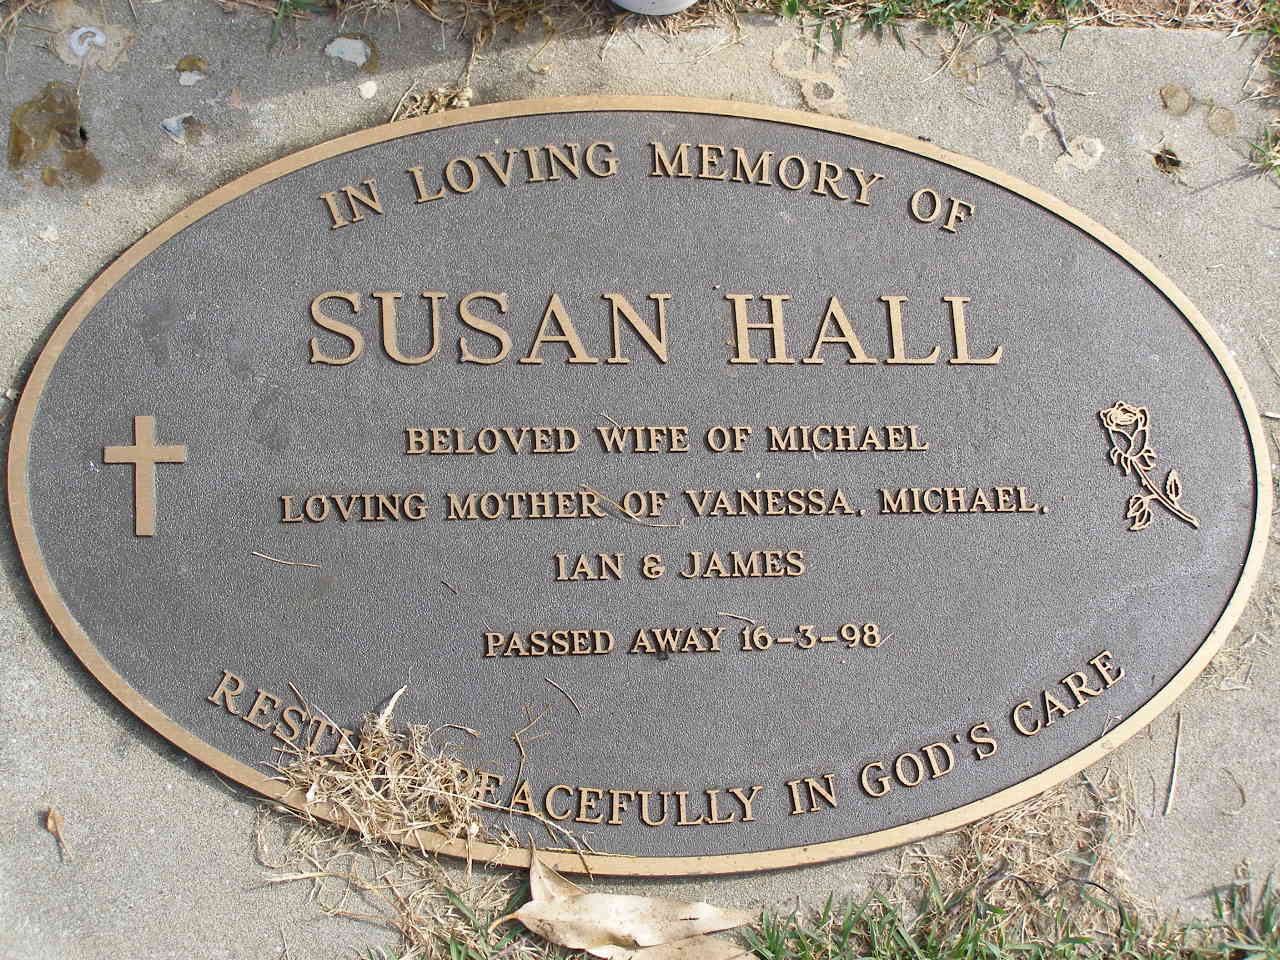 IN LOVING MEMORY OF
SUSAN HALL
BELOVED WIFE OF MICHAEL
LOVING MOTHER OF VANESSA. MICHAEL.
IAN & JAMES
PASSED AWAY 16-3-98
PEACEFULLY IN GOD'S CARE